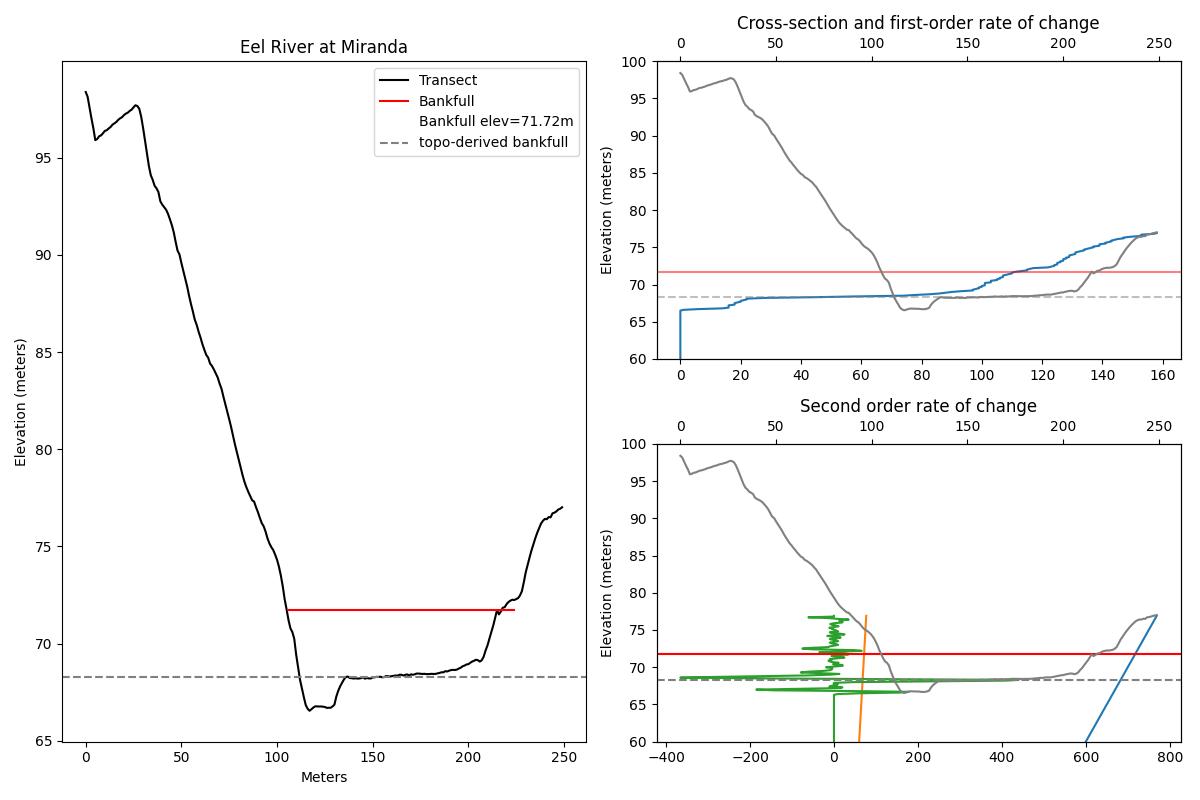 Eel River at Miranda
Transect
Bankfull
Bankfull elev=71.72m
topo-derived bankfull
95
90
85
80
75
70
65
Elevation (meters)
0 50 100 150 200 250
Meters
Cross-section and first-order rate of change
0 50 100 150 200 250
100
95
90
85
80
75
70
65
60
Elevation (meters)
0 20 40 60 80 100 120 140 160
Second order rate of change
0 50 100 150 200 250
100
95
90
85
80
75
70
65
60
Elevation (meters)
−400 −200 0 200 400 600 800